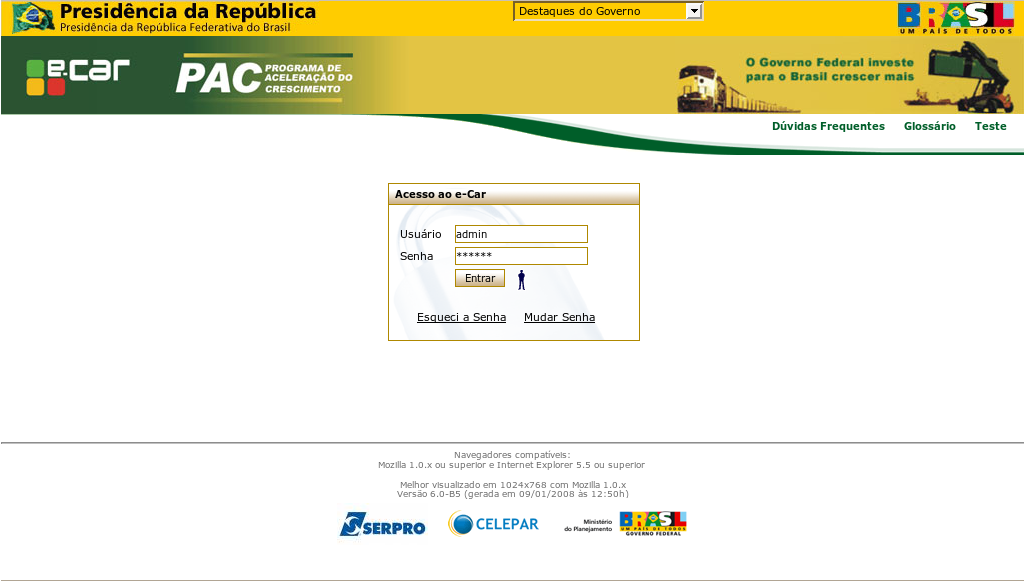 Presidência da República
Presidência da República Federativa do Brasil
Destaques do Governo
BRASIL
UM PAÍS DE TODOS
e-car
PAC PROGRAMA DE ACELERAÇÃO DO CRESCIMENTO
O Governo Federal investe
para o Brasil crescer mais
Dúvidas Frequentes Glossário Teste
Acesso ao e-Car
Usuário admin
Senha ******
Entrar
Esqueci a Senha Mudar Senha
Navegadores compatíveis:
Mozilla 1.0.x ou superior e Internet Explorer 5.5 ou superior
Melhor visualizado em 1024x768 com Mozilla 1.0.x
Versão 6.0-B5 (gerada em 09/01/2008 às 12:50h)
SERPRO
CELEPAR
Ministério
do Planejamento
BRASIL
UM PAÍS DE TODOS
GOVERNO FEDERAL